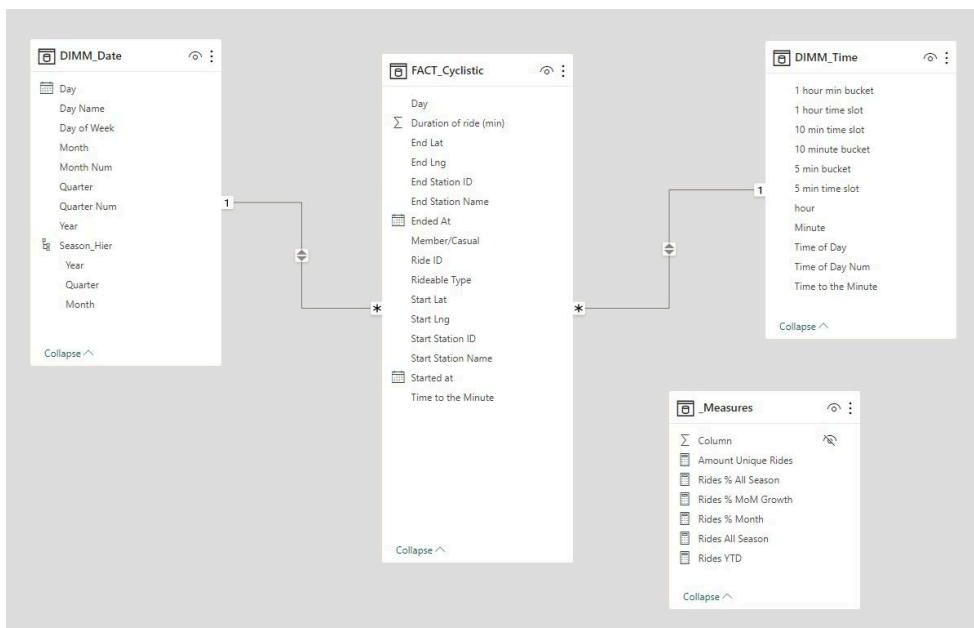 DIMM_Date
Day
Day Name
Day of Week
Month
Month Num
Quarter
Quarter Num
Year
Season_Hier
Year
Quarter
Month
Collapse
1
*
FACT_Cyclistic
Day
Duration of ride (min)
End Lat
End Lng
End Station ID
End Station Name
Ended At
Member/Casual
Ride ID
Rideable Type
Start Lat
Start Lng
Start Station ID
Start Station Name
Started at
Time to the Minute
Collapse
*
1
DIMM_Time
1 hour min bucket
1 hour time slot
10 min time slot
10 minute bucket
5 min bucket
5 min time slot
hour
Minute
Time of Day
Time of Day Num
Time to the Minute
Collapse
_Measures
Column
Amount Unique Rides
Rides % All Season
Rides % MoM Growth
Rides % Month
Rides All Season
Rides YTD
Collapse